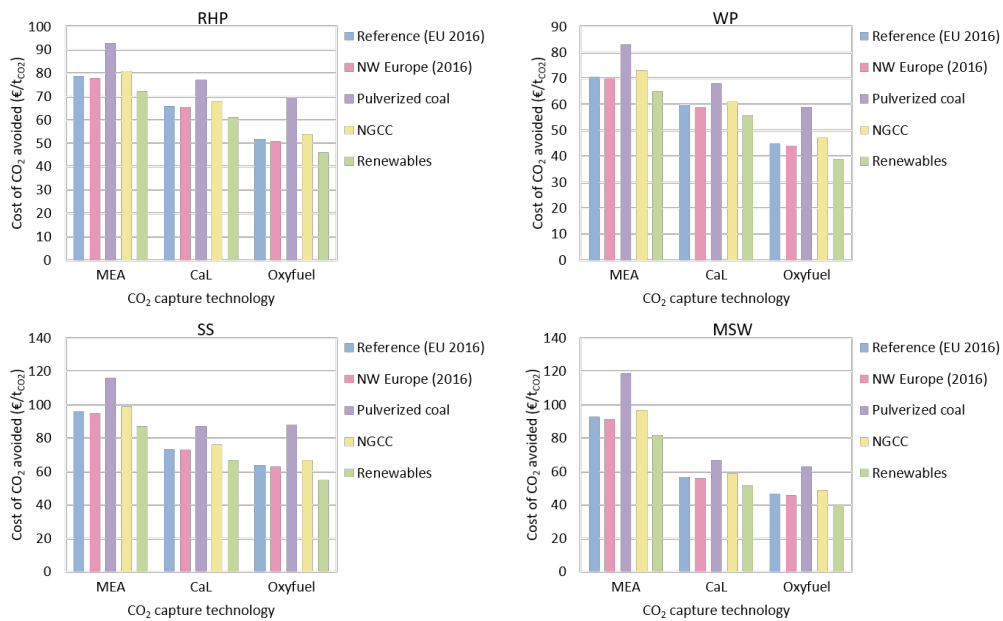 RHP
Cost of CO2 avoided (€/tCO2)
100
90
80
70
60
50
40
30
20
10
0
MEA
CaL
Oxyfuel
CO2 capture technology
Reference (EU 2016)
NW Europe (2016)
Pulverized coal
NGCC
Renewables
WP
Cost of CO2 avoided (€/tCO2)
90
80
70
60
50
40
30
20
10
0
MEA
CaL
Oxyfuel
CO2 capture technology
Reference (EU 2016)
NW Europe (2016)
Pulverized coal
NGCC
Renewables
SS
Cost of CO2 avoided (€/tCO2)
140
120
100
80
60
40
20
0
MEA
CaL
Oxyfuel
CO2 capture technology
Reference (EU 2016)
NW Europe (2016)
Pulverized coal
NGCC
Renewables
MSW
Cost of CO2 avoided (€/tCO2)
140
120
100
80
60
40
20
0
MEA
CaL
Oxyfuel
CO2 capture technology
Reference (EU 2016)
NW Europe (2016)
Pulverized coal
NGCC
Renewables